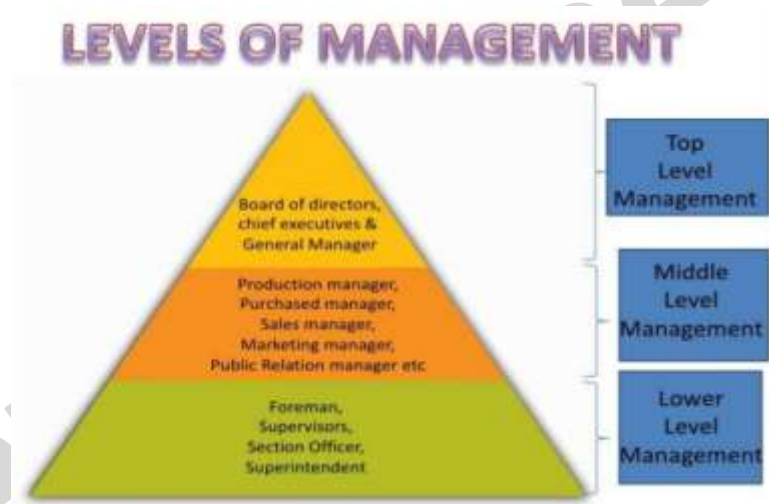 LEVELS OF MANAGEMENT
Board of directors,
chief executives &
General Manager
Top
Level
Management
Production manager,
Purchased manager,
Sales manager,
Marketing manager,
Public Relation manager etc
Middle
Level
Management
Foreman,
Supervisors,
Section Officer,
Superintendent
Lower
Level
Management